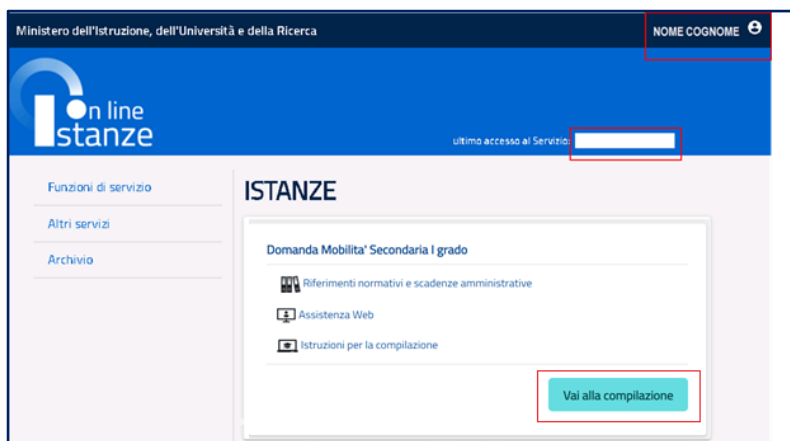 Ministero dell'Istruzione, dell'Università e della Ricerca
NOME COGNOME
On line
Istanze
ultimo accesso al Servizio:
Funzioni di servizio
Altri servizi
Archivio
ISTANZE
Domanda Mobilita' Secondaria I grado
Riferimenti normativi e scadenze amministrative
Assistenza Web
Istruzioni per la compilazione
Vai alla compilazione